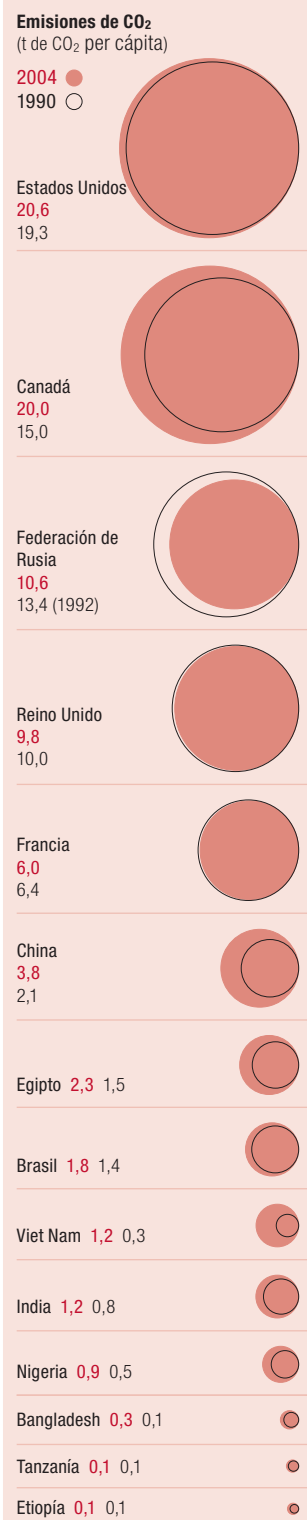 Emisiones de CO₂
(t de CO₂ per cápita)
2004
1990
Estados Unidos
20,6
19,3
Canadá
20,0
15,0
Federación de
Rusia
10,6
13,4 (1992)
Reino Unido
9,8
10,0
Francia
6,0
6,4
China
3,8
2,1
Egipto 2,3 1,5
Brasil 1,8 1,4
Viet Nam 1,2 0,3
India 1,2 0,8
Nigeria 0,9 0,5
Bangladesh 0,3 0,1
Tanzanía 0,1 0,1
Etiopía 0,1 0,1